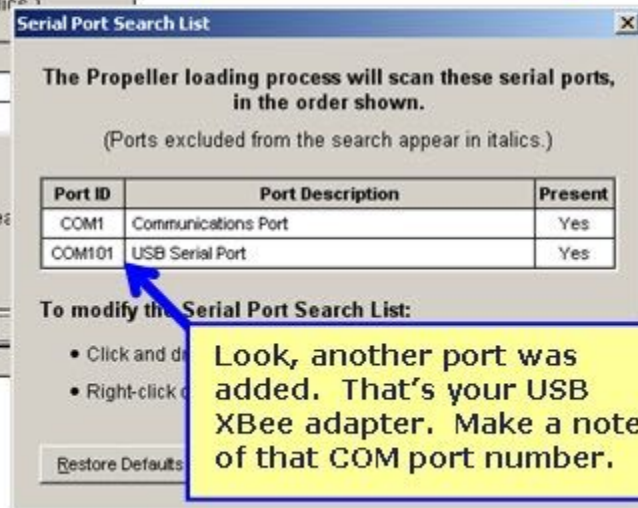 Serial Port Search List
The Propeller loading process will scan these serial ports,
in the order shown.
(Ports excluded from the search appear in italics.)
Port ID Port Description Present
COM1 Communications Port Yes
COM101 USB Serial Port Yes
To modify the Serial Port Search List:
• Click and
• Right-click
Look, another port was
added. That's your USB
XBee adapter. Make a note
of that COM port number.
Restore Defaults